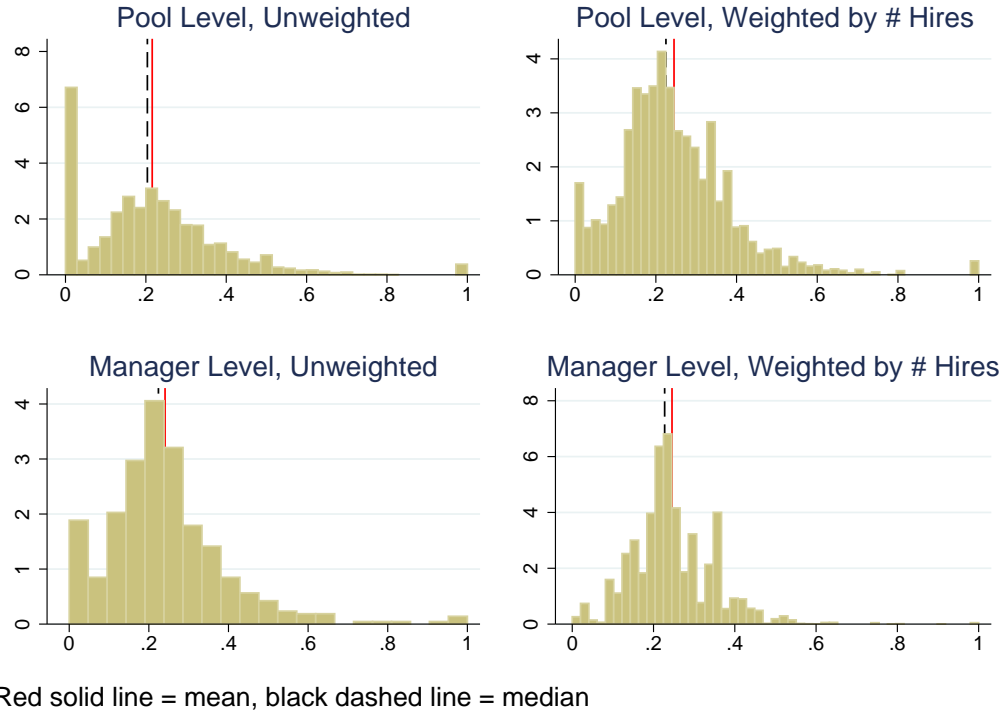 Pool Level, Unweighted
8
6
4
2
0
0 .2 .4 .6 .8 1
Pool Level, Weighted by # Hires
4
3
2
1
0
0 .2 .4 .6 .8 1
Manager Level, Unweighted
4
3
2
1
0
0 .2 .4 .6 .8 1
Manager Level, Weighted by # Hires
8
6
4
2
0
0 .2 .4 .6 .8 1
Red solid line = mean, black dashed line = median